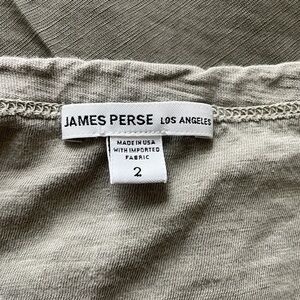 JAMES PERSE LOS ANGELES
MADE IN USA
WITH IMPORTED
FABRIC
2